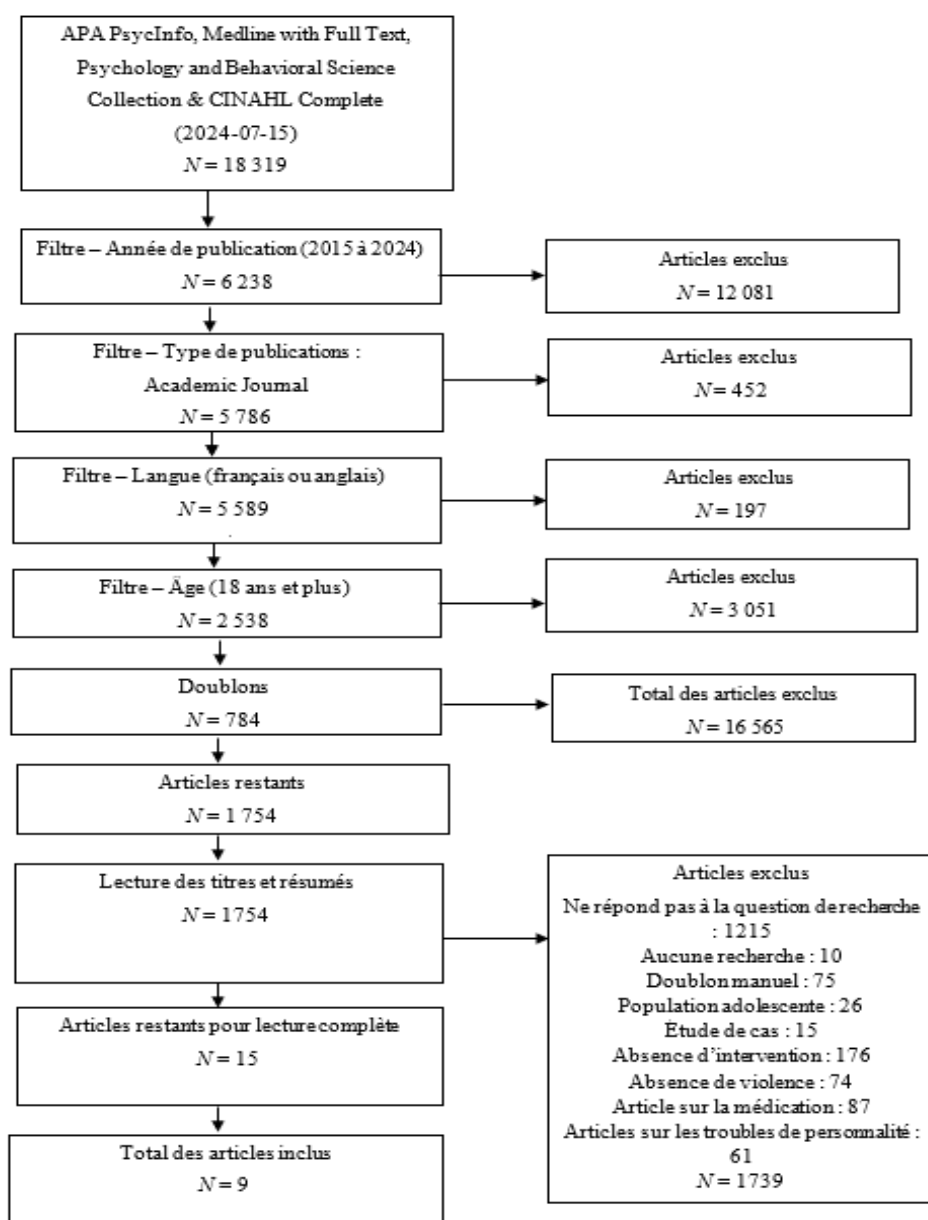 APA PsycInfo, Medline with Full Text,
Psychology and Behavioral Science
Collection & CINAHL Complete
(2024-07-15)
N = 18 319
Filtre – Année de publication (2015 à 2024)
N = 6 238
Articles exclus
N = 12 081
Filtre – Type de publications :
Academic Journal
N = 5 786
Articles exclus
N = 452
Filtre – Langue (français ou anglais)
N = 5 589
.
Articles exclus
N = 197
Filtre – Âge (18 ans et plus)
N = 2 538
Articles exclus
N = 3 051
Doublons
N = 784
Total des articles exclus
N = 16 565
Articles restants
N = 1 754
Lecture des titres et résumés
N = 1754
Articles exclus
Ne répond pas à la question de recherche
: 1215
Aucune recherche : 10
Doublon manuel : 75
Population adolescente : 26
Étude de cas : 15
Absence d'intervention : 176
Absence de violence : 74
Article sur la médication : 87
Articles sur les troubles de personnalité :
61
N = 1739
Articles restants pour lecture complète
N = 15
Total des articles inclus
N = 9